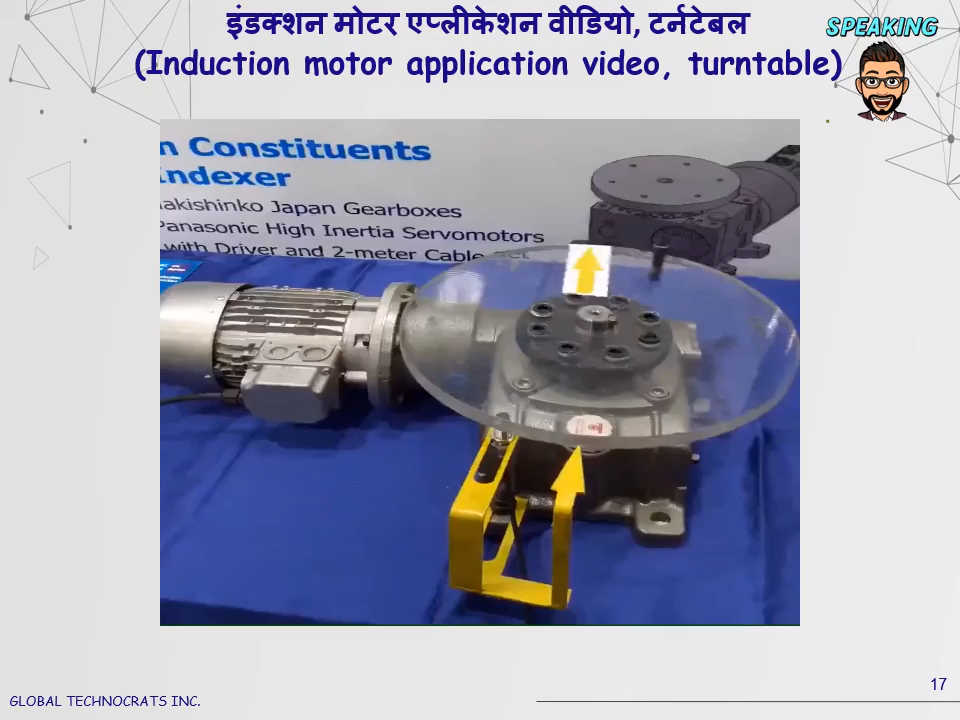 इंडक्शन मोटर एप्लीकेशन वीडियो, टर्नटेबल
(Induction motor application video, turntable)
SPEAKING
n Constituents
Indexer
akishinko Japan Gearboxes
Panasonic High Inertia Servomotors
with Driver and 2-meter Cable
17
GLOBAL TECHNOCRATS INC.